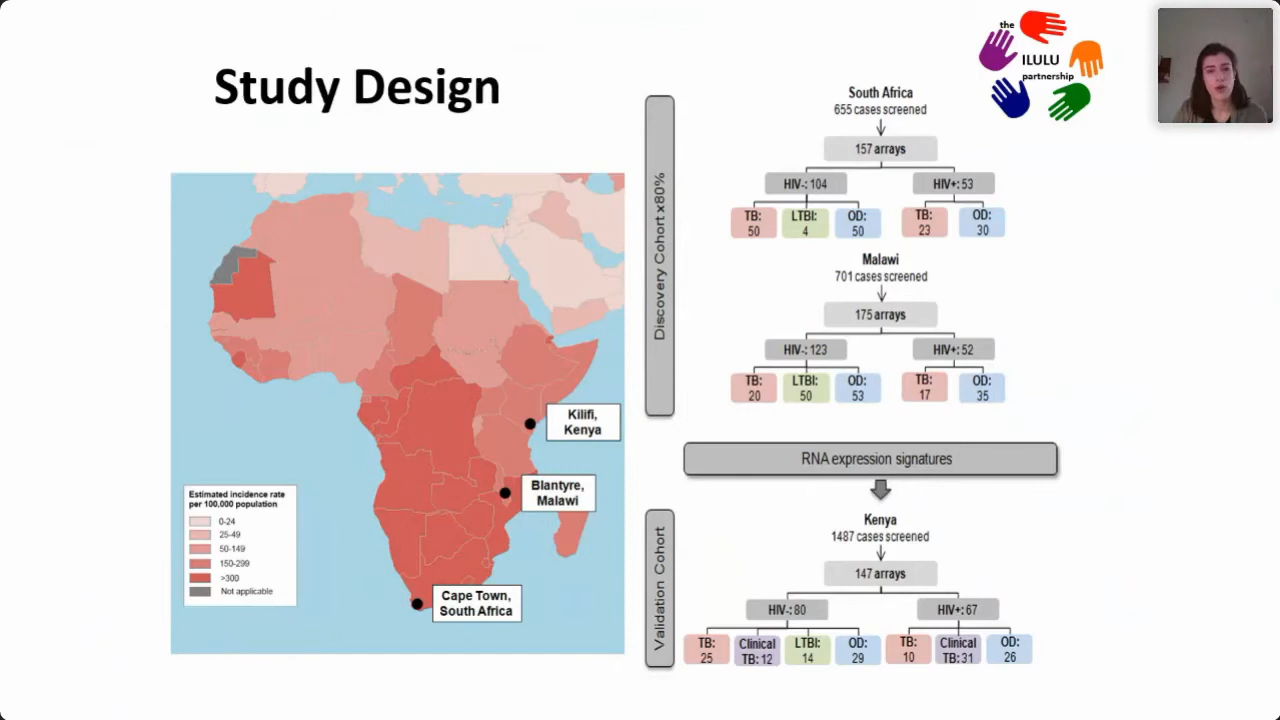 Study Design
the
ILULU
partnership
Kilifi,
Kenya
Blantyre,
Malawi
Cape Town,
South Africa
Estimated incidence rate
per 100,000 population
0-24
25-49
50-149
150-299
>300
Not applicable
Discovery Cohort x80%
South Africa
655 cases screened
157 arrays
HIV-: 104
HIV+: 53
TB:
50
LTBI:
4
OD:
50
TB:
23
OD:
30
Malawi
701 cases screened
175 arrays
HIV-: 123
HIV+: 52
TB:
20
LTBI:
50
OD:
53
TB:
17
OD:
35
RNA expression signatures
Validation Cohort
Kenya
1487 cases screened
147 arrays
HIV-: 80
HIV+: 67
TB:
25
Clinical
TB: 12
LTBI:
14
OD:
29
TB:
10
Clinical
TB: 31
OD:
26